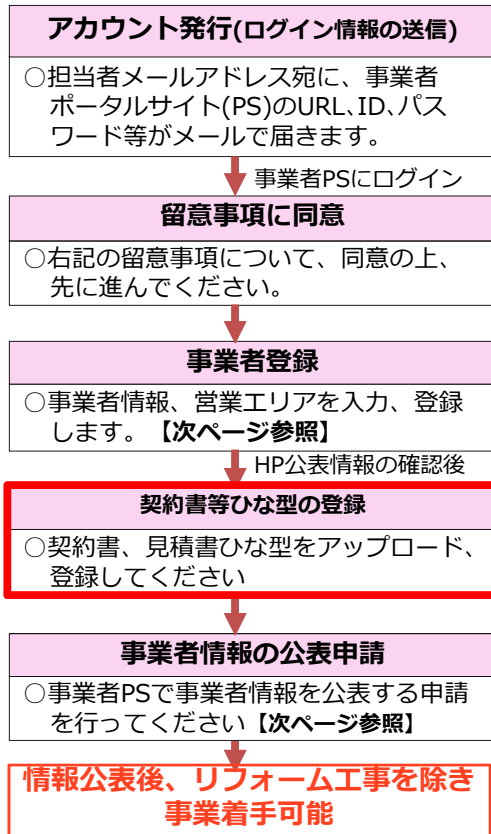 アカウント発行(ログイン情報の送信)
○担当者メールアドレス宛に、事業者
ポータルサイト(PS)のURL、ID、パス
ワード等がメールで届きます。
事業者PSにログイン
留意事項に同意
○右記の留意事項について、同意の上、
先に進んでください。
事業者登録
○事業者情報、営業エリアを入力、登録
します。【次ページ参照】
HP公表情報の確認後
契約書等ひな型の登録
○契約書、見積書ひな型をアップロード、
登録してください
事業者情報の公表申請
○事業者PSで事業者情報を公表する申請
を行ってください【次ページ参照】
情報公表後、リフォーム工事を除き
事業着手可能